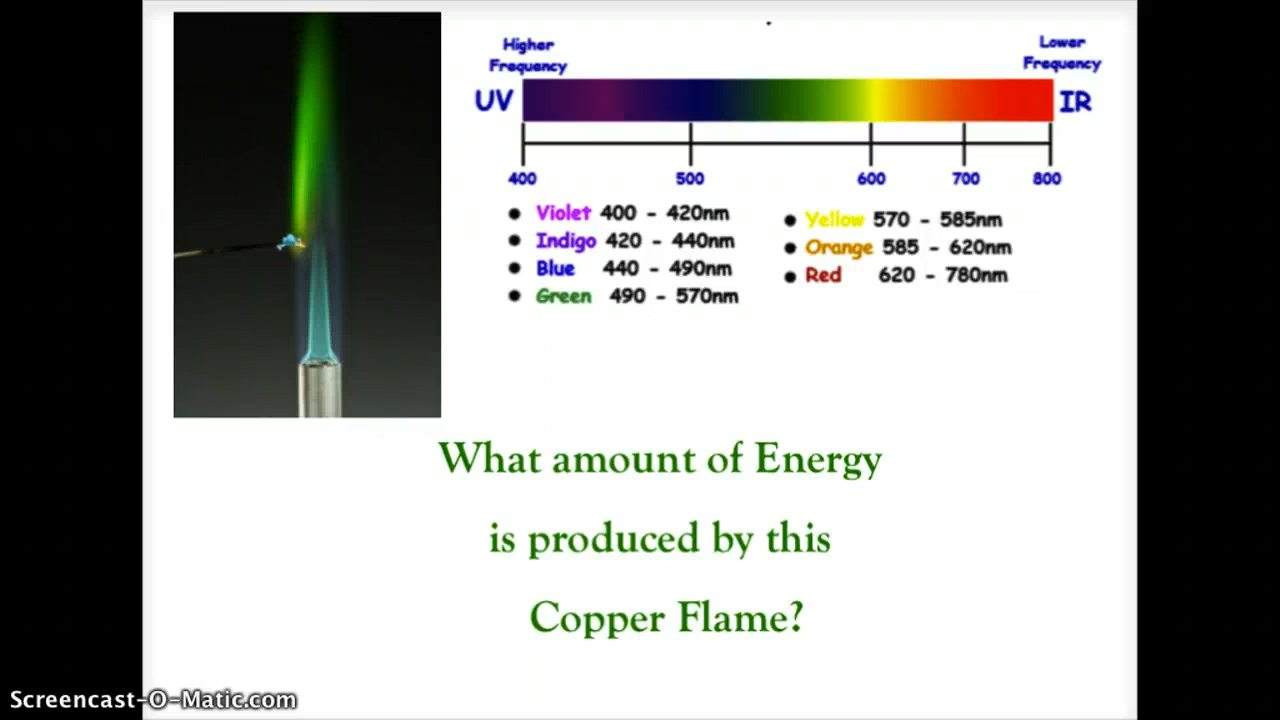 Higher
Frequency
Lower
Frequency
UV
IR
400 500 600 700 800
• Violet 400 - 420nm
• Indigo 420 - 440nm
• Blue 440 - 490nm
• Green 490 - 570nm
• Yellow 570 - 585nm
• Orange 585 - 620nm
• Red 620 - 780nm
What amount of Energy
is produced by this
Copper Flame?
Screencast-O-Matic.com